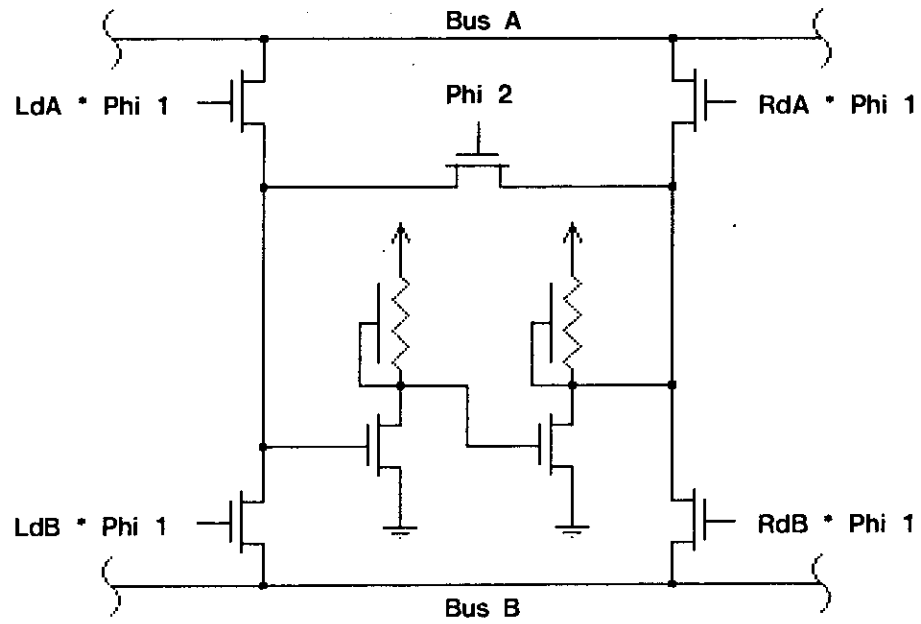 Bus A
LdA * Phi 1
Phi 2
RdA * Phi 1
LdB * Phi 1
RdB * Phi 1
Bus B